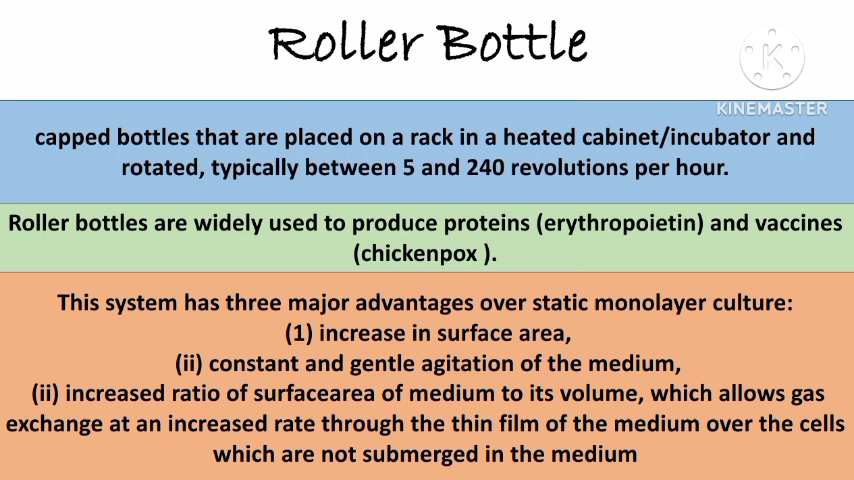 Roller Bottle
K
KINEMASTER
capped bottles that are placed on a rack in a heated cabinet/incubator and
rotated, typically between 5 and 240 revolutions per hour.
Roller bottles are widely used to produce proteins (erythropoietin) and vaccines
(chickenpox ).
This system has three major advantages over static monolayer culture:
(1) increase in surface area,
(ii) constant and gentle agitation of the medium,
(ii) increased ratio of surfacearea of medium to its volume, which allows gas
exchange at an increased rate through the thin film of the medium over the cells
which are not submerged in the medium